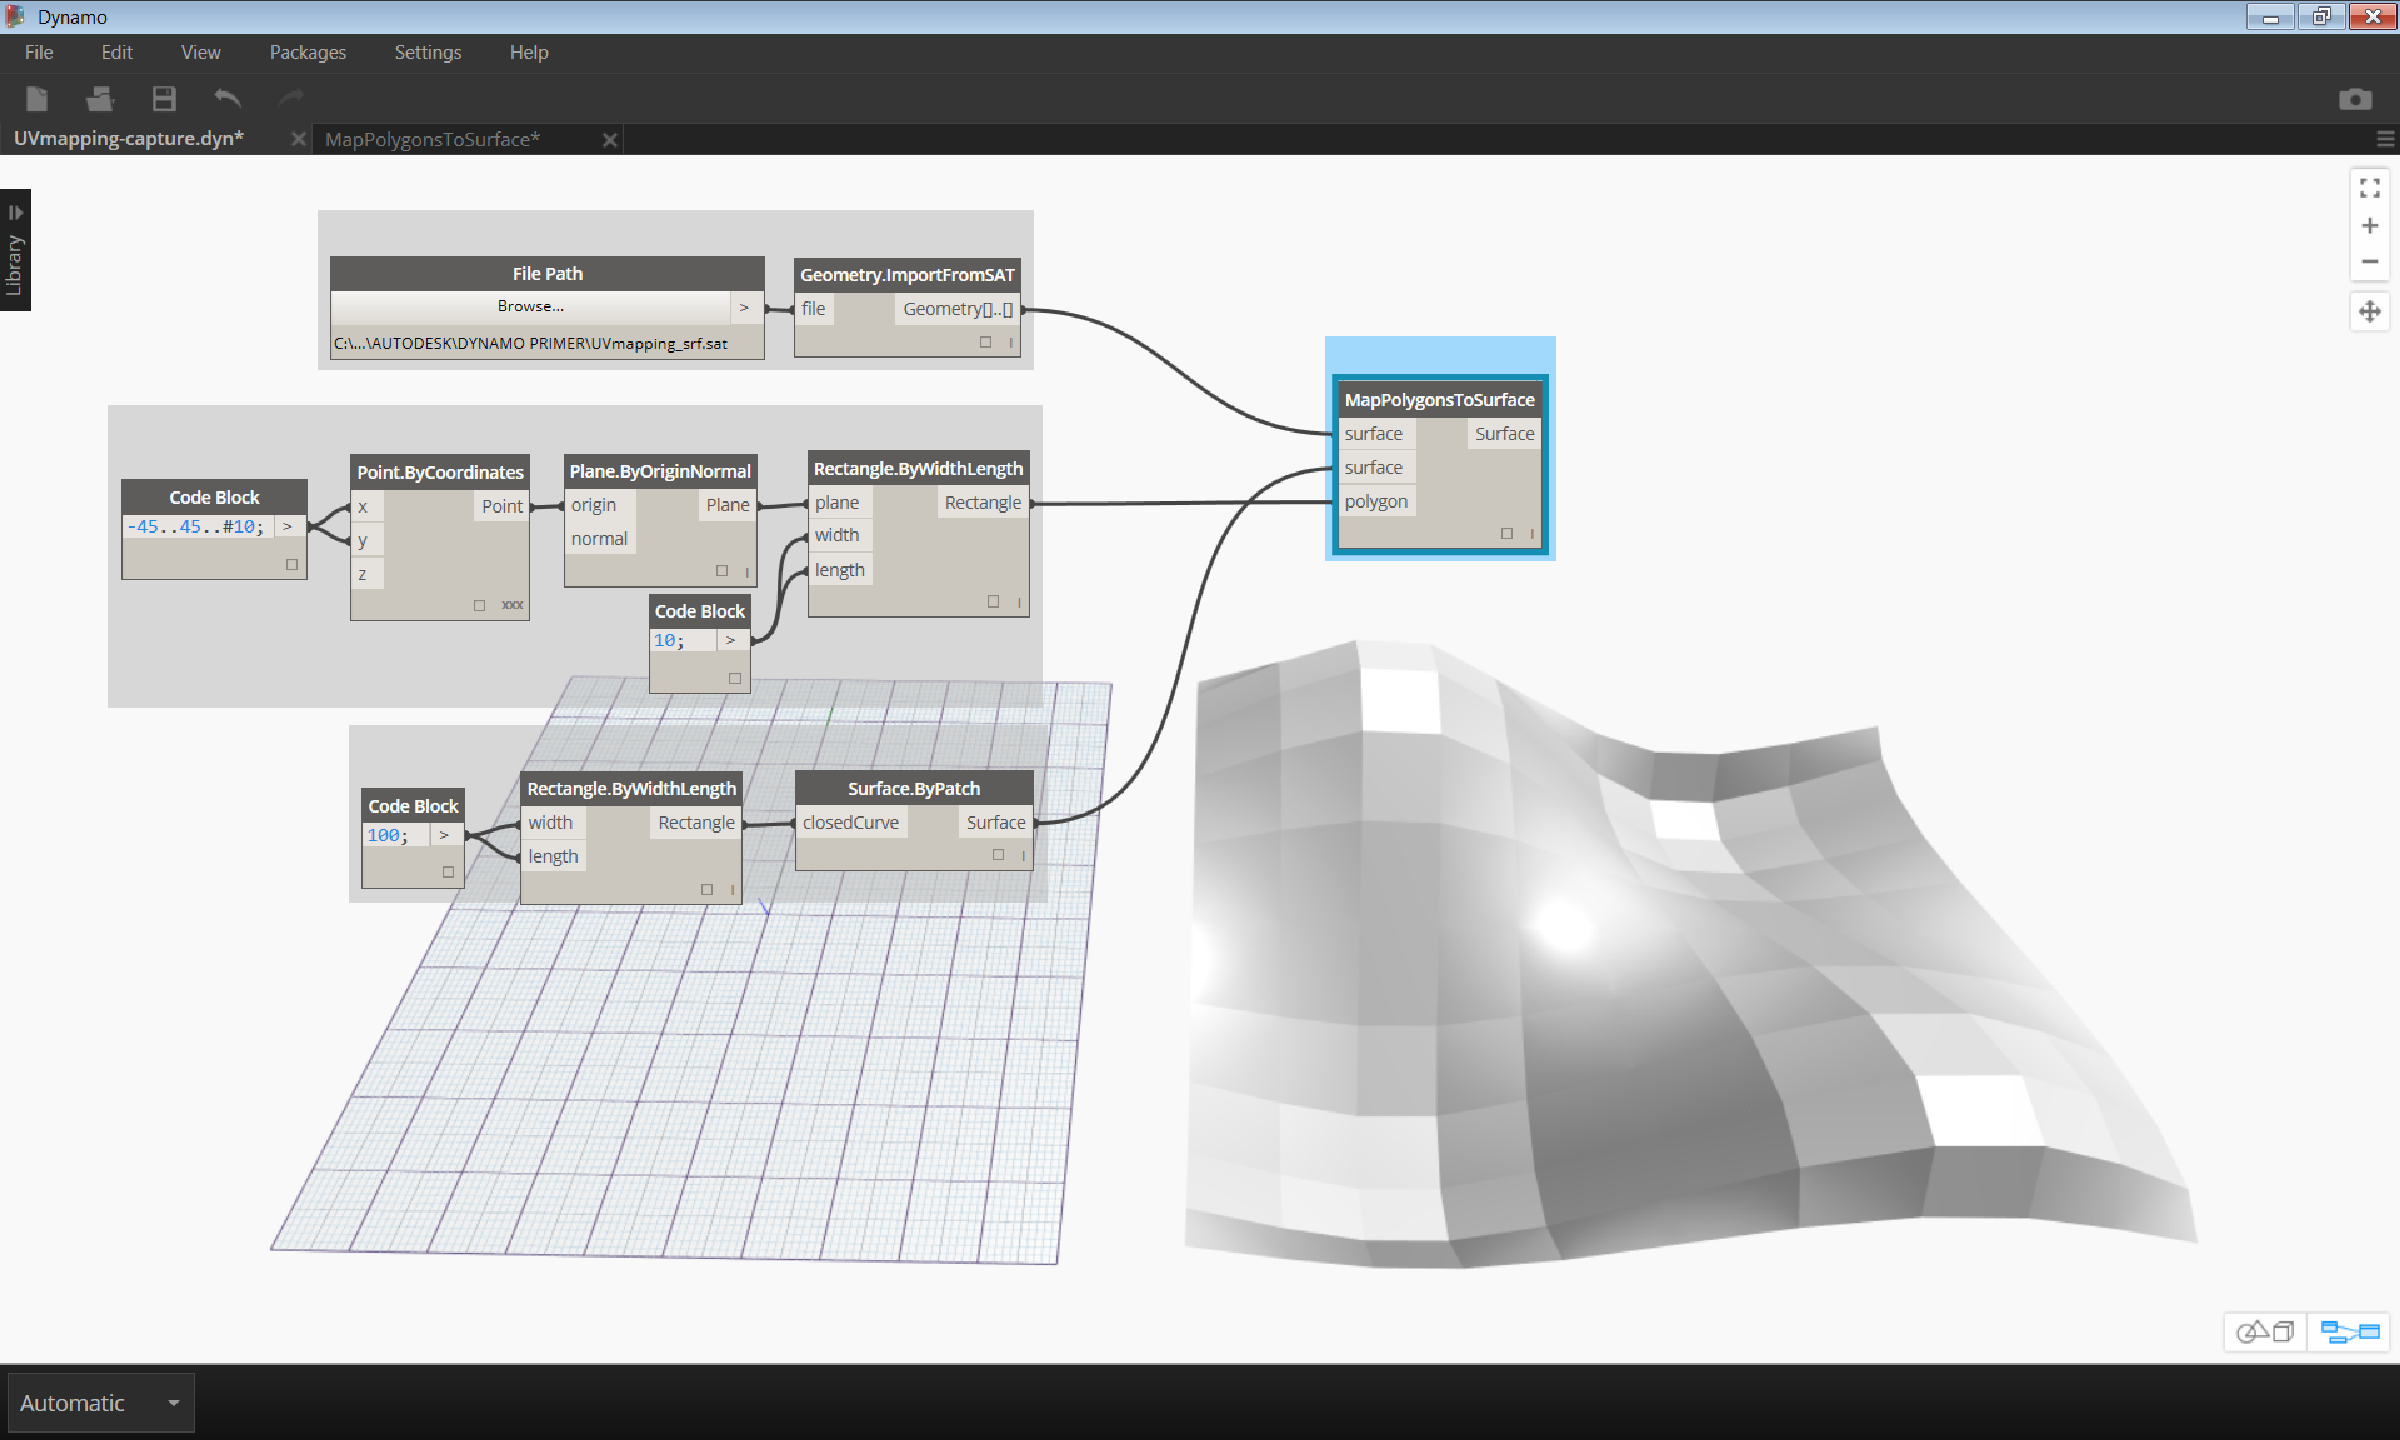 Dynamo
File Edit View Packages Settings Help
UVmapping-capture.dyn* MapPolygonsToSurface*
Library
File Path
Browse... >
C:\...\AUTODESK\DYNAMO PRIMER\UVmapping_srf.sat
Geometry.ImportFromSAT
file Geometry[]..[]
Code Block
-45..45..#10; >
Point.ByCoordinates
x Point
y
z
xxx
Plane.ByOriginNormal
origin Plane
normal
Code Block
10; >
Rectangle.ByWidthLength
plane Rectangle
width
length
MapPolygonsToSurface
surface Surface
surface
polygon
Code Block
100; >
Rectangle.ByWidthLength
width Rectangle
length
Surface.ByPatch
closedCurve Surface
Automatic